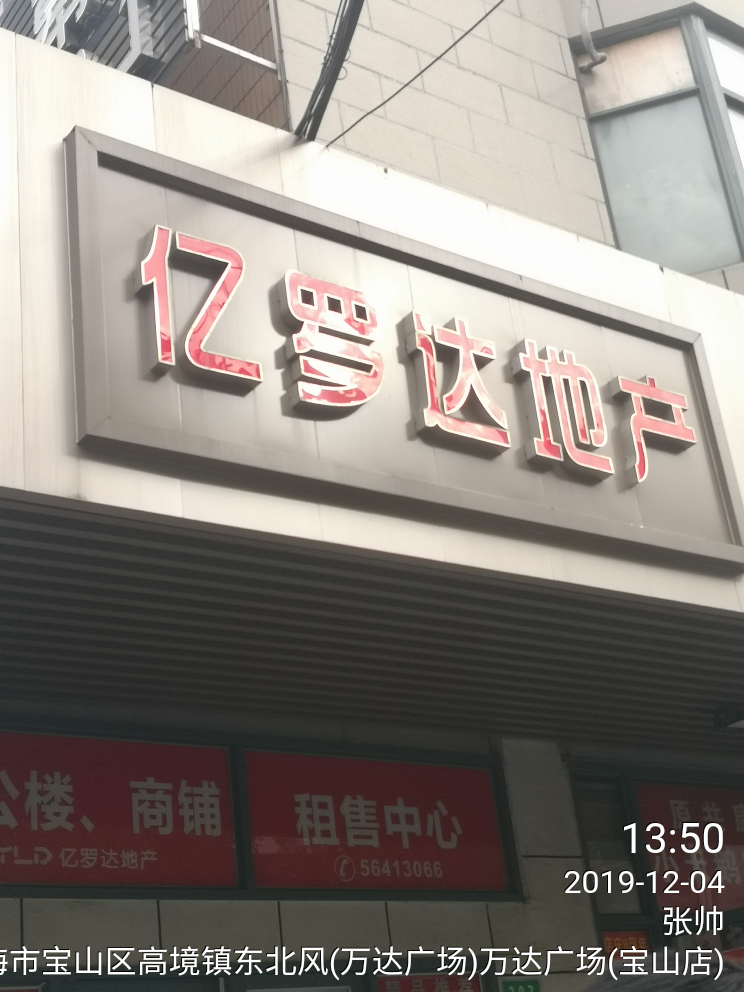 亿罗达地产
公楼、商铺
YLD 亿罗达地产
租售中心
56413066
13:50
2019-12-04
张帅
海市宝山区高境镇东北风(万达广场)万达广场(宝山店)